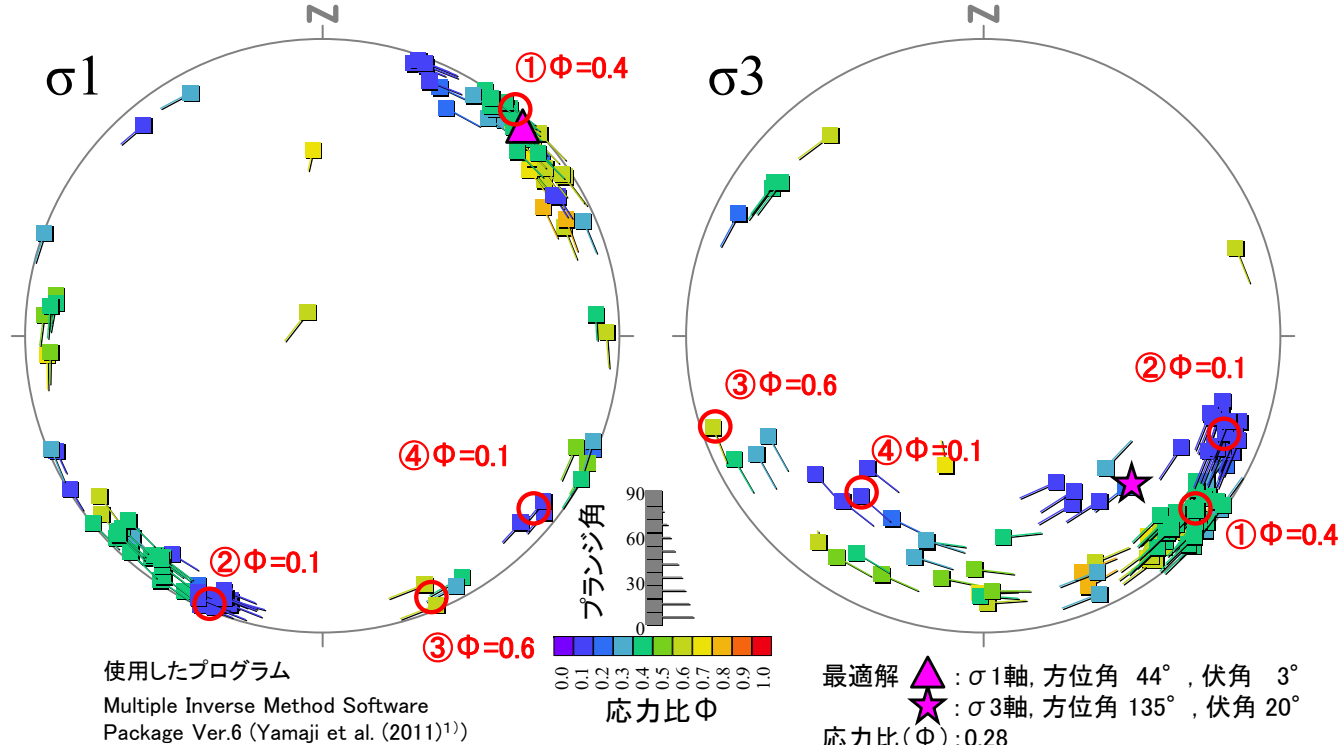 N
N
σ1
σ3
①Φ=0.4
②Φ=0.1
③Φ=0.6
④Φ=0.1
④Φ=0.1
①Φ=0.4
②Φ=0.1
③Φ=0.6
プランジ角
90
60
30
0
0.0
0.1
0.2
0.3
0.4
0.5
0.6
0.7
0.8
0.9
1.0
応力比Φ
使用したプログラム
Multiple Inverse Method Software
Package Ver.6 (Yamaji et al. (2011)¹⁾)
最適解 ▲ : σ1軸, 方位角 44° , 伏角 3°
★ : σ3軸, 方位角 135° , 伏角 20°
応力比(Φ) : 0.28